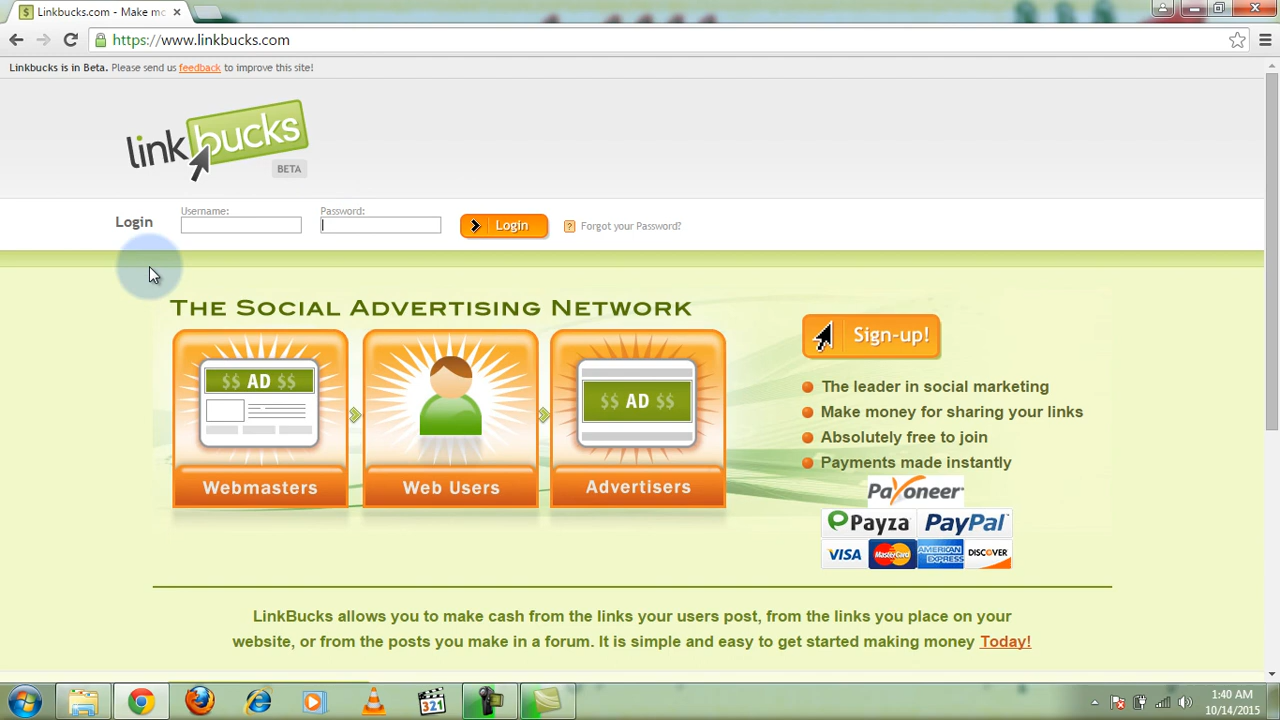 Linkbucks.com - Make mo
https://www.linkbucks.com
Linkbucks is in Beta. Please send us feedback to improve this site!
linkbucks
BETA
Login
Username:
Password:
Login
Forgot your Password?
THE SOCIAL ADVERTISING NETWORK
$$ AD $$
Webmasters
Web Users
$$ AD $$
Advertisers
Sign-up!
The leader in social marketing
Make money for sharing your links
Absolutely free to join
Payments made instantly
Payoneer
Payza PayPal
VISA MasterCard AMERICAN EXPRESS DISCOVER
LinkBucks allows you to make cash from the links your users post, from the links you place on your
website, or from the posts you make in a forum. It is simple and easy to get started making money Today!
321
1:40 AM
10/14/2015